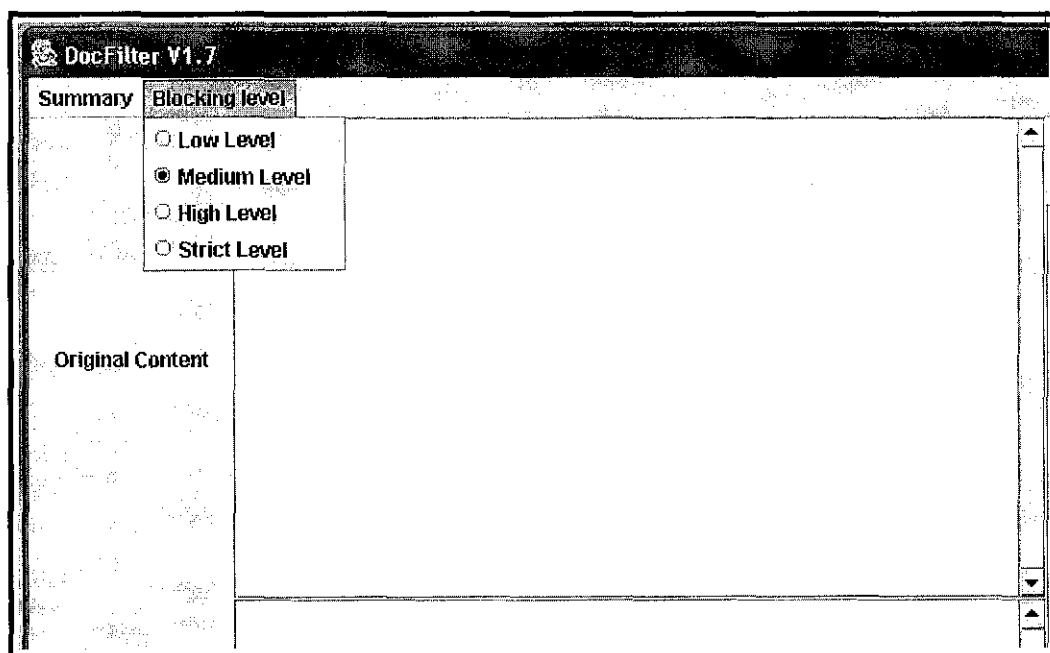 DocFilter V1.7
Summary Blocking level
Low Level
Medium Level
High Level
Strict Level
Original Content